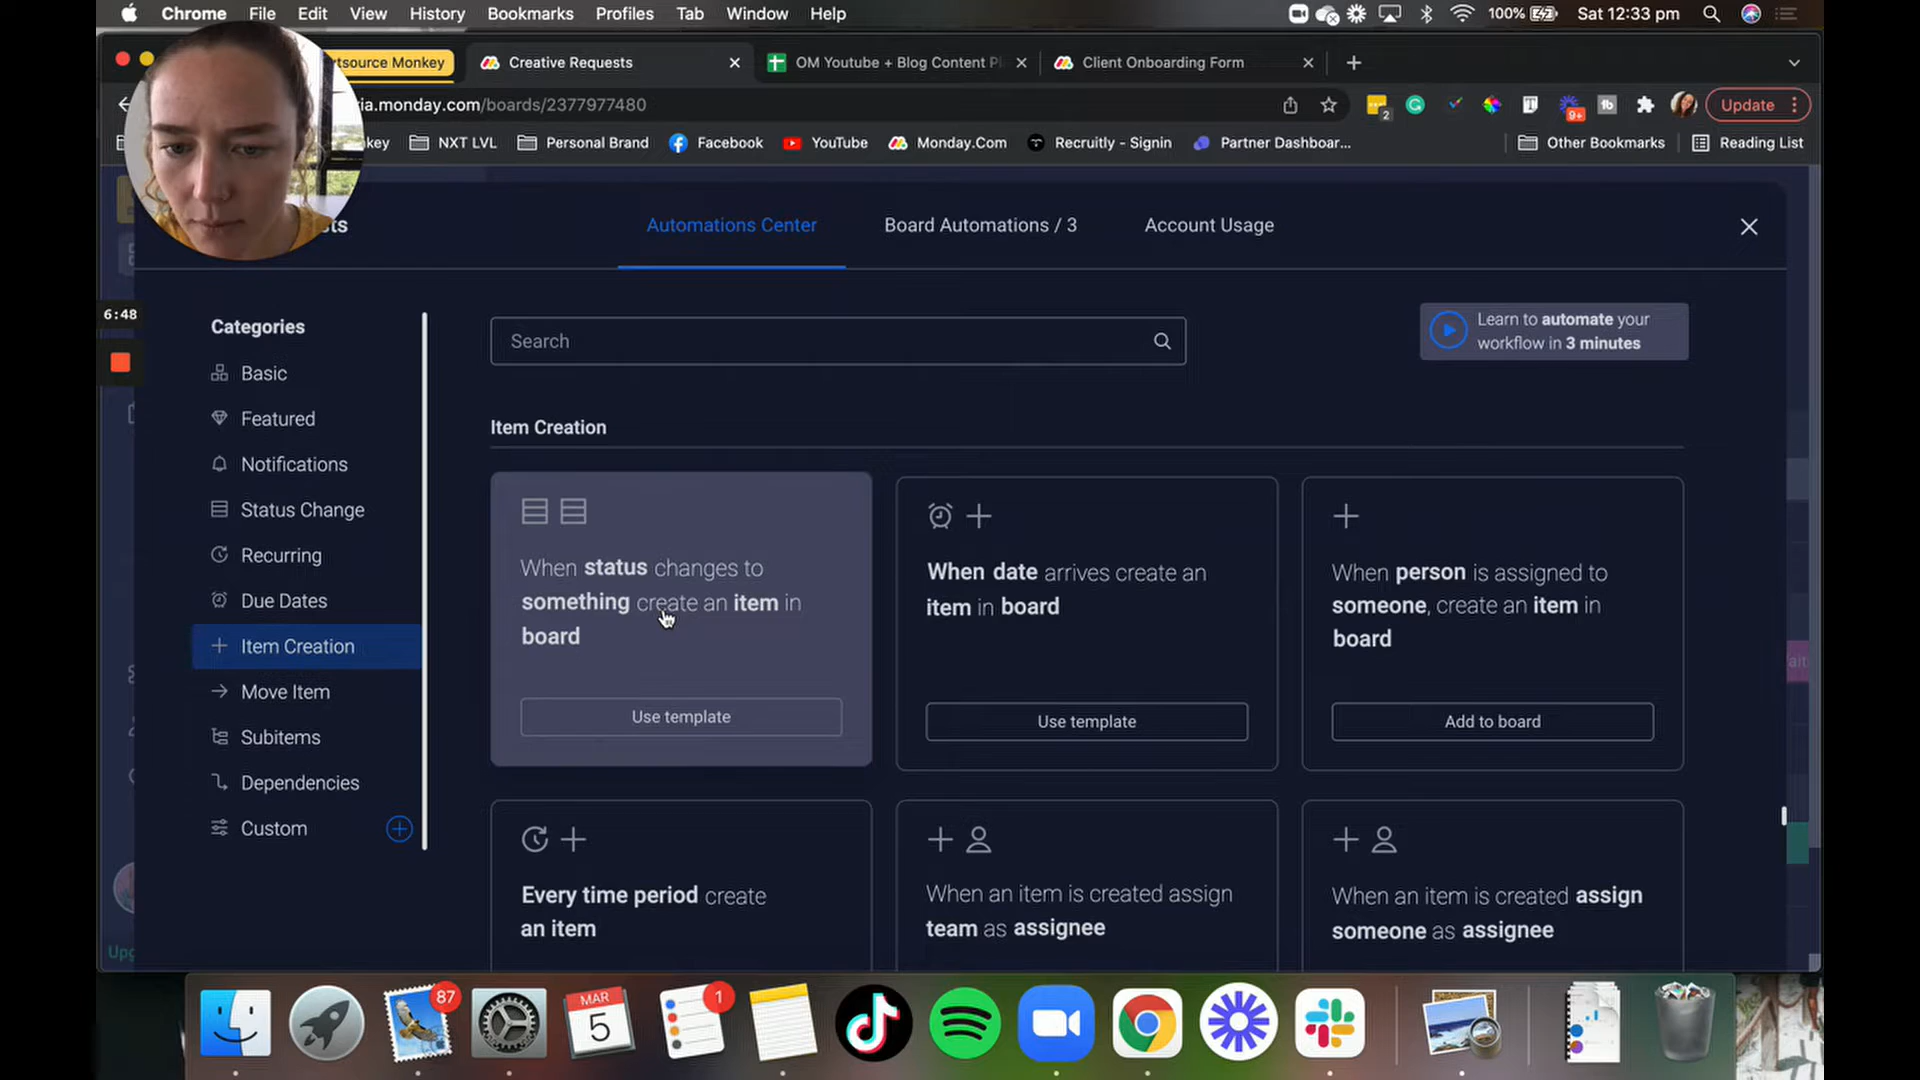 Chrome File Edit View History Bookmarks Profiles Tab Window Help
100% Sat 12:33 pm
tsource Monkey
Creative Requests
OM Youtube + Blog Content Pl
Client Onboarding Form
ria.monday.com/boards/2377977480
2
9+
Update
key
NXT LVL
Personal Brand
Facebook
YouTube
Monday.Com
Recruitly - Signin
Partner Dashboar...
Other Bookmarks
Reading List
sts
Automations Center
Board Automations / 3
Account Usage
6:48
Categories
Basic
Featured
Notifications
Status Change
Recurring
Due Dates
Item Creation
Move Item
Subitems
Dependencies
Custom
Search
Learn to automate your
workflow in 3 minutes
Item Creation
When status changes to
something create an item in
board
Use template
When date arrives create an
item in board
Use template
When person is assigned to
someone, create an item in
board
Add to board
Every time period create
an item
When an item is created assign
team as assignee
When an item is created assign
someone as assignee
Upg
87
MAR
5
1